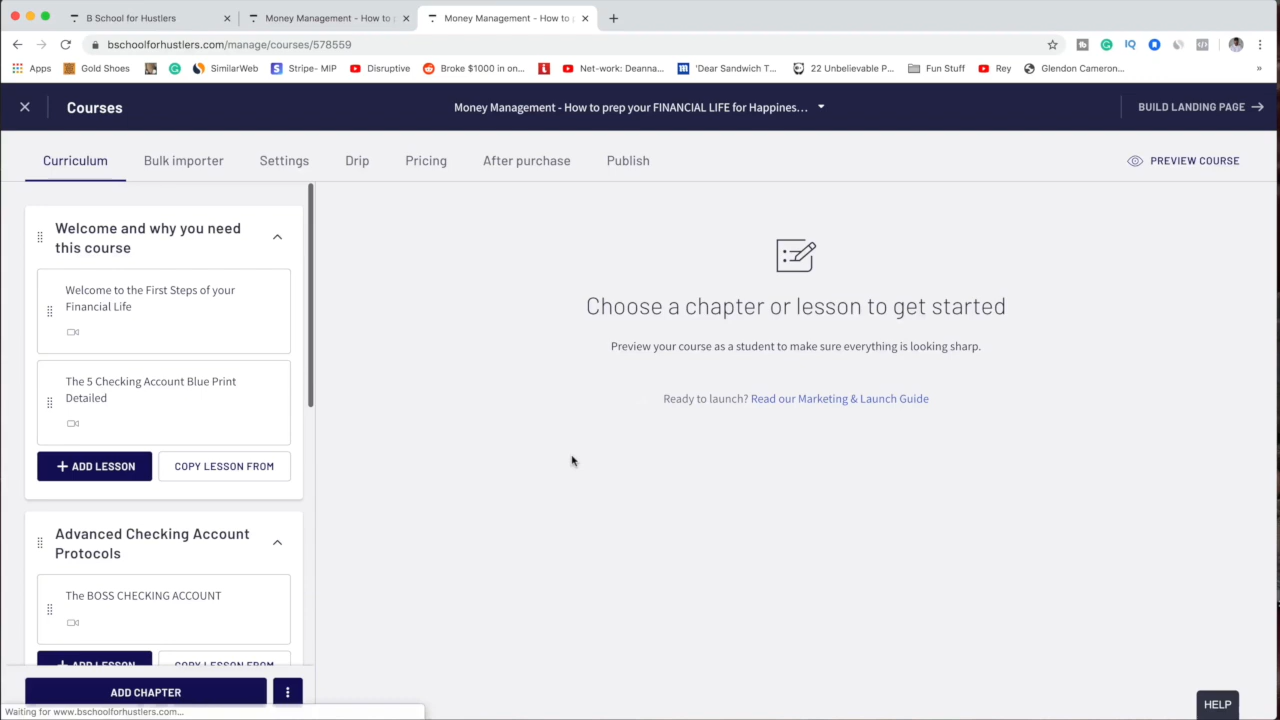 B School for Hustlers
Money Management - How to p
Money Management - How to p
bschoolforhustlers.com/manage/courses/578559
Apps
Gold Shoes
SimilarWeb
Stripe- MIP
Disruptive
Broke $1000 in on...
Net-work: Deanna...
'Dear Sandwich T...
22 Unbelievable P...
Fun Stuff
Rey
Glendon Cameron...
»
Courses
Money Management - How to prep your FINANCIAL LIFE for Happines...
BUILD LANDING PAGE
Curriculum
Bulk importer
Settings
Drip
Pricing
After purchase
Publish
PREVIEW COURSE
Welcome and why you need
this course
Welcome to the First Steps of your
Financial Life
The 5 Checking Account Blue Print
Detailed
+ ADD LESSON
COPY LESSON FROM
Advanced Checking Account
Protocols
The BOSS CHECKING ACCOUNT
+ ADD LESSON
COPY LESSON FROM
ADD CHAPTER
Waiting for www.bschoolforhustlers.com...
Choose a chapter or lesson to get started
Preview your course as a student to make sure everything is looking sharp.
Ready to launch? Read our Marketing & Launch Guide
HELP